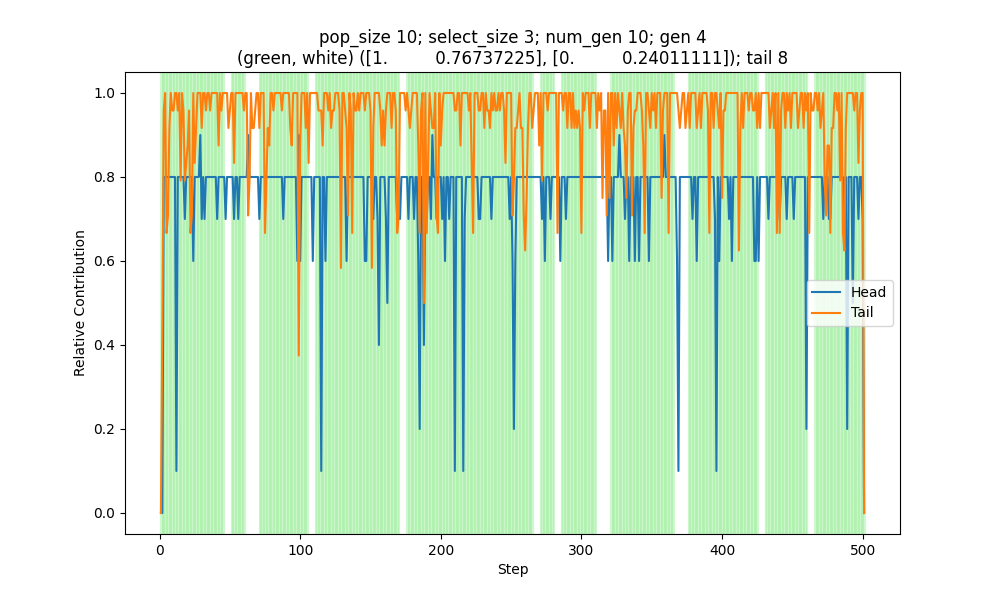 pop_size 10; select_size 3; num_gen 10; gen 4
(green, white) ([1. 0.76737225], [0. 0.24011111]); tail 8
Relative Contribution
1.0
0.8
0.6
0.4
0.2
0.0
Head
Tail
0 100 200 300 400 500
Step